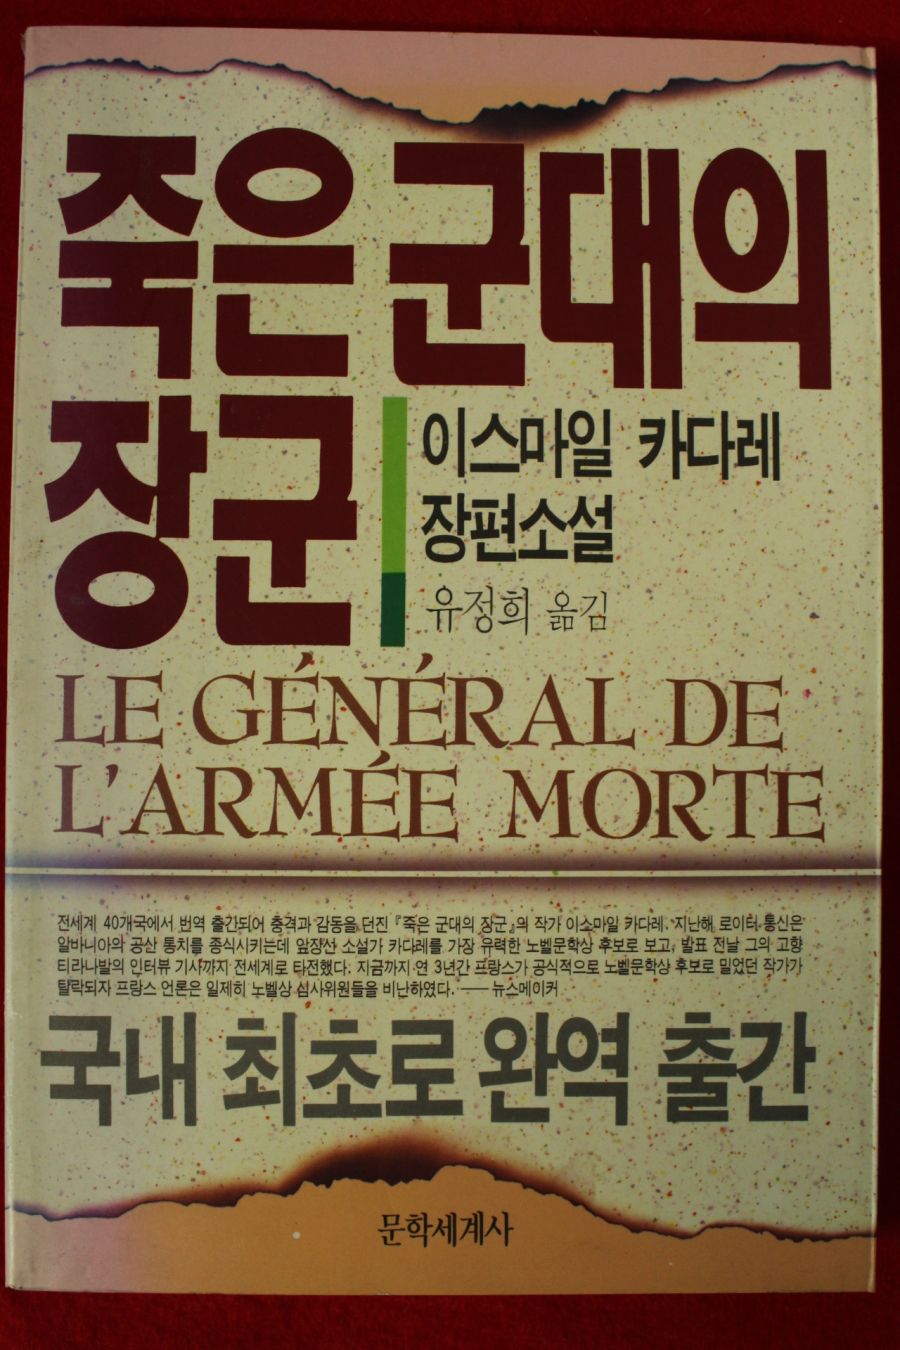 죽은 군대의
장군
이스마일 카다레
장편소설
유정희 옮김
LE GÉNÉRAL DE
L'ARMÉE MORTE
전세계 40개국에서 번역 출간되어 충격과 감동을 던진 『죽은 군대의 장군』의 작가 이스마일 카다레. 지난해 로이터 통신은
알바니아의 공산 통치를 종식시키는데 앞장선 소설가 카다레를 가장 유력한 노벨문학상 후보로 보고, 발표 전날 그의 고향
티라나발의 인터뷰 기사까지 전세계로 타전했다. 지금까지 연 3년간 프랑스가 공식적으로 노벨문학상 후보로 밀었던 작가가
탈락되자 프랑스 언론은 일제히 노벨상 심사위원들을 비난하였다. ── 뉴스메이커
국내 최초로 완역 출간
문학세계사